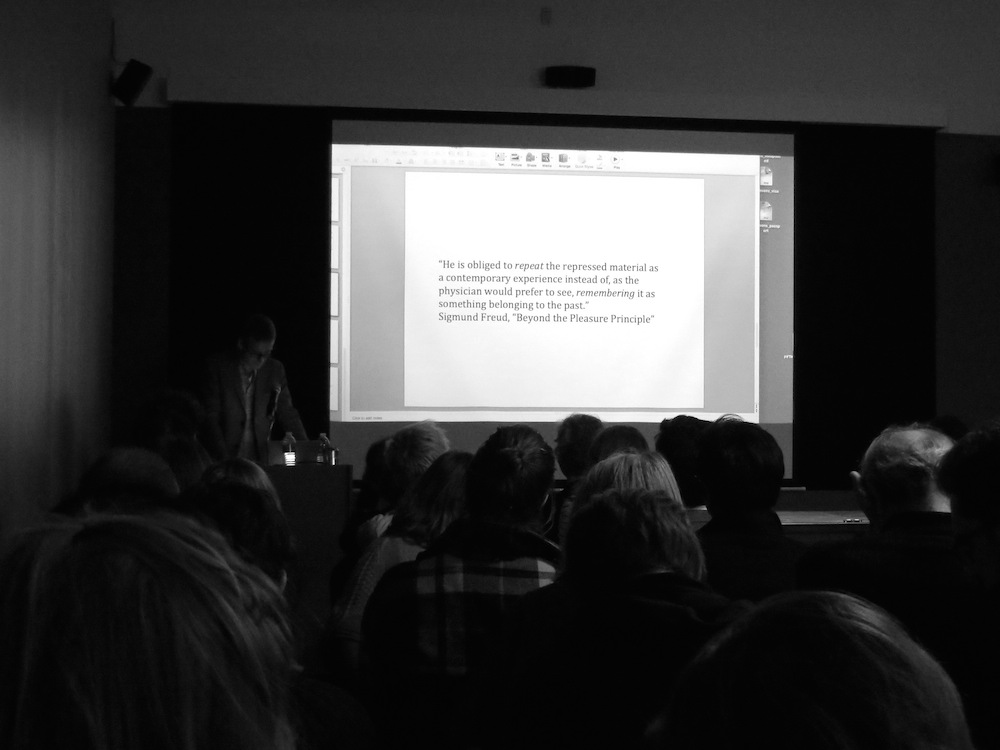 "He is obliged to repeat the repressed material as
a contemporary experience instead of, as the
physician would prefer to see, remembering it as
something belonging to the past."
Sigmund Freud, "Beyond the Pleasure Principle"